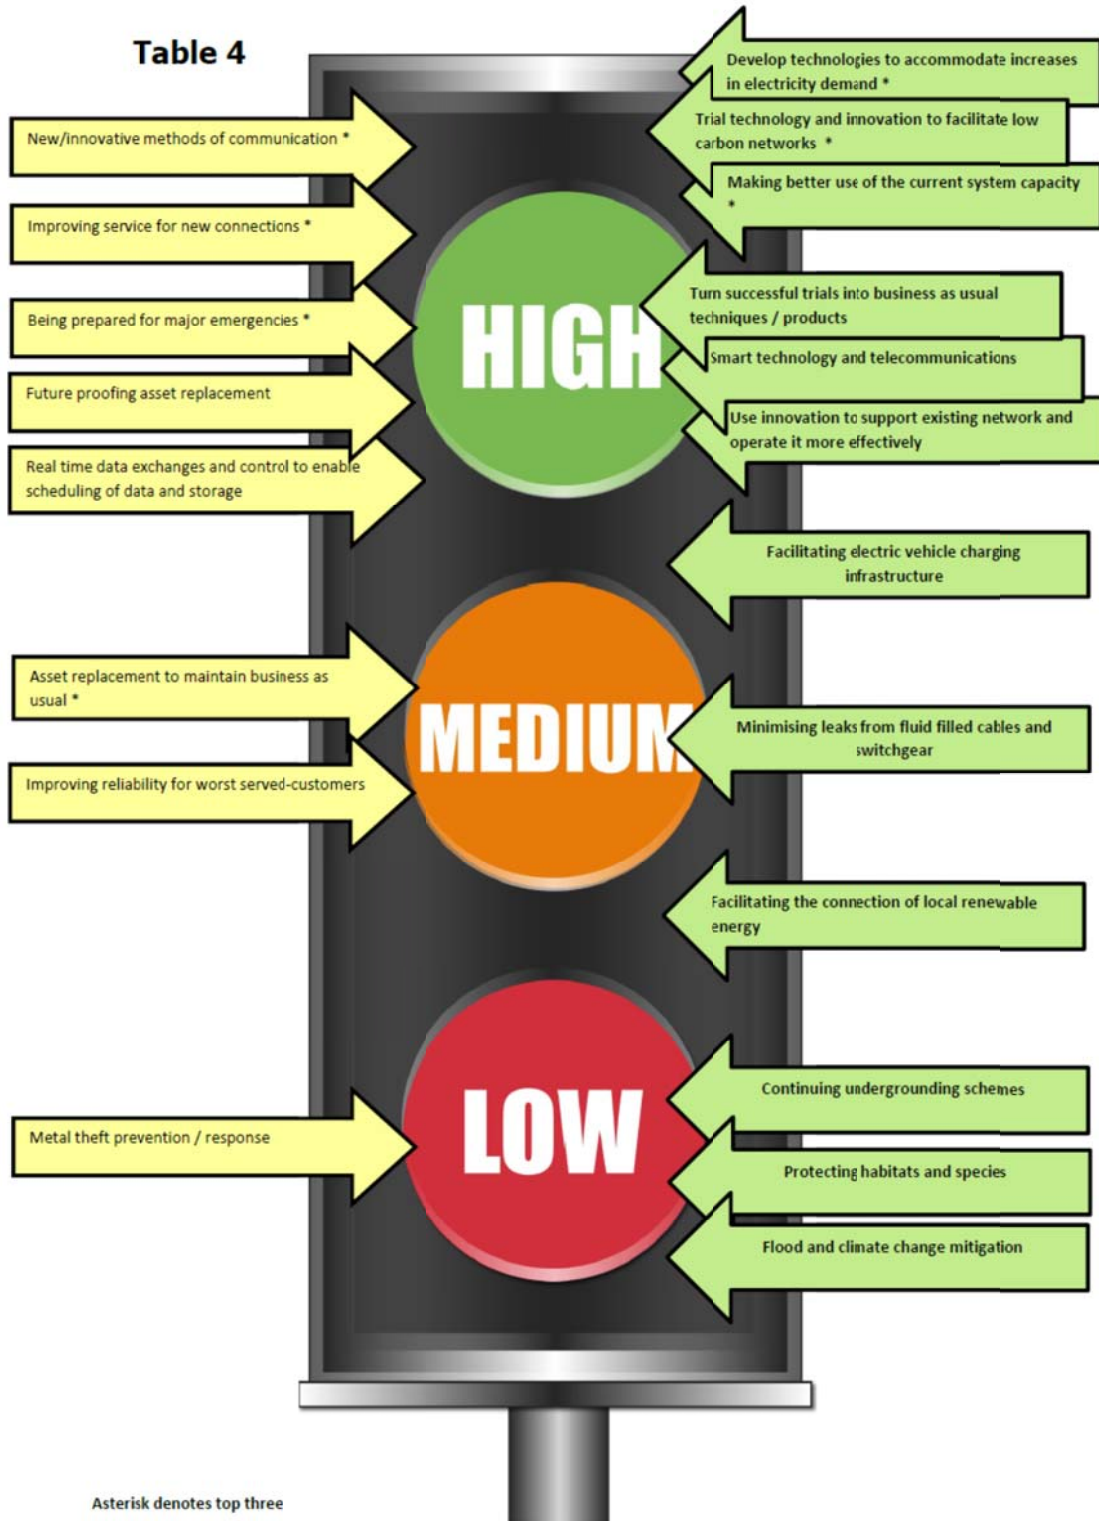 Table 4
New/innovative methods of communication *
Improving service for new connections *
Being prepared for major emergencies *
Future proofing asset replacement
Real time data exchanges and control to enable
scheduling of data and storage
Asset replacement to maintain business as
usual *
Improving reliability for worst served-customers
Metal theft prevention / response
HIGH
MEDIUM
LOW
Develop technologies to accommodate increases
in electricity demand *
Trial technology and innovation to facilitate low
carbon networks *
Making better use of the current system capacity
*
Turn successful trials into business as usual
techniques / products
Smart technology and telecommunications
Use innovation to support existing network and
operate it more effectively
Facilitating electric vehicle charging
infrastructure
Minimising leaks from fluid filled cables and
switchgear
Facilitating the connection of local renewable
energy
Continuing undergrounding schemes
Protecting habitats and species
Flood and climate change mitigation
Asterisk denotes top three